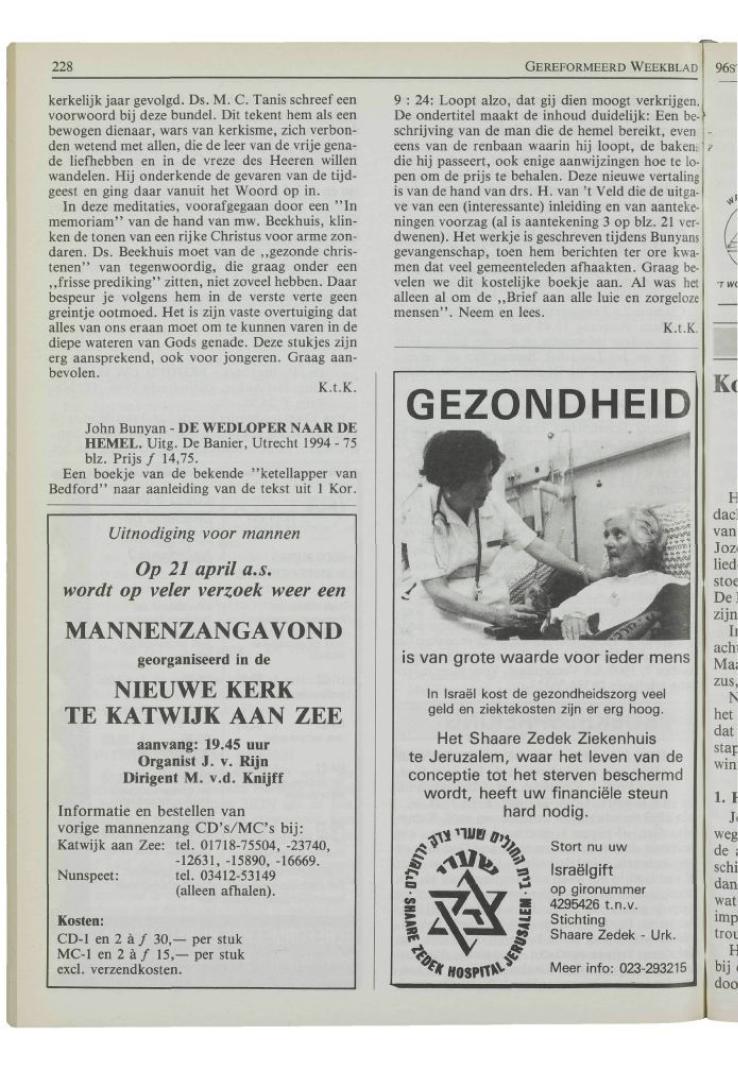 228
GEREFORMEERD WEEKBLAD
kerkelijk jaar gevolgd. Ds. M. C. Tanis schreef een
voorwoord bij deze bundel. Dit tekent hem als een
bewogen dienaar, wars van kerkisme, zich verbon-
den wetend met allen, die de leer van de vrije gena-
de liefhebben en in de vreze des Heeren willen
wandelen. Hij onderkende de gevaren van de tijd-
geest en ging daar vanuit het Woord op in.
In deze meditaties, voorafgegaan door een "In
memoriam" van de hand van mw. Beekhuis, klin-
ken de tonen van een rijke Christus voor arme zon-
daren. Ds. Beekhuis moet van de ,,gezonde chris-
tenen" van tegenwoordig, die graag onder een
,,frisse prediking" zitten, niet zoveel hebben. Daar
bespeur je volgens hem in de verste verte geen
greintje ootmoed. Het is zijn vaste overtuiging dat
alles van ons eraan moet om te kunnen varen in de
diepe wateren van Gods genade. Deze stukjes zijn
erg aansprekend, ook voor jongeren. Graag aan-
bevolen.
K.t.K.
John Bunyan - DE WEDLOPER NAAR DE
HEMEL. Uitg. De Banier, Utrecht 1994 - 75
blz. Prijs ƒ 14,75.
Een boekje van de bekende "ketellapper van
Bedford" naar aanleiding van de tekst uit 1 Kor.
9 : 24: Loopt alzo, dat gij dien moogt verkrijgen.
De ondertitel maakt de inhoud duidelijk: Een be-
schrijving van de man die de hemel bereikt, even
eens van de renbaan waarin hij loopt, de baken
die hij passeert, ook enige aanwijzingen hoe te lo-
pen om de prijs te behalen. Deze nieuwe vertaling
is van de hand van drs. H. van 't Veld die de uitga-
ve van een (interessante) inleiding en van aanteke-
ningen voorzag (al is aantekening 3 op blz. 21 ver-
dwenen). Het werkje is geschreven tijdens Bunyans
gevangenschap, toen hem berichten ter ore kwa-
men dat veel gemeenteleden afhaakten. Graag be-
velen we dit kostelijke boekje aan. Al was het
alleen al om de ,,Brief aan alle luie en zorgeloze
mensen". Neem en lees.
K.t.K.
Uitnodiging voor mannen
Op 21 april a.s.
wordt op veler verzoek weer een
MANNENZANGAVOND
georganiseerd in de
NIEUWE KERK
TE KATWIJK AAN ZEE
aanvang: 19.45 uur
Organist J. v. Rijn
Dirigent M. v.d. Knijff
Informatie en bestellen van
vorige mannenzang CD's/MC's bij:
Katwijk aan Zee: tel. 01718-75504, -23740,
-12631, -15890, -16669.
Nunspeet: tel. 03412-53149
(alleen afhalen).
Kosten:
CD-1 en 2 à ƒ 30,— per stuk
MC-1 en 2 à ƒ 15,— per stuk
excl. verzendkosten.
GEZONDHEID
is van grote waarde voor ieder mens
In Israël kost de gezondheidszorg veel
geld en ziektekosten zijn er erg hoog.
Het Shaare Zedek Ziekenhuis
te Jeruzalem, waar het leven van de
conceptie tot het sterven beschermd
wordt, heeft uw financiële steun
hard nodig.
בית החולים שערי צדק ירושלים
שערי
SHAARE ZEDEK HOSPITAL JERUSALEM
Stort nu uw
Israëlgift
op gironummer
4295426 t.n.v.
Stichting
Shaare Zedek - Urk.
Meer info: 023-293215